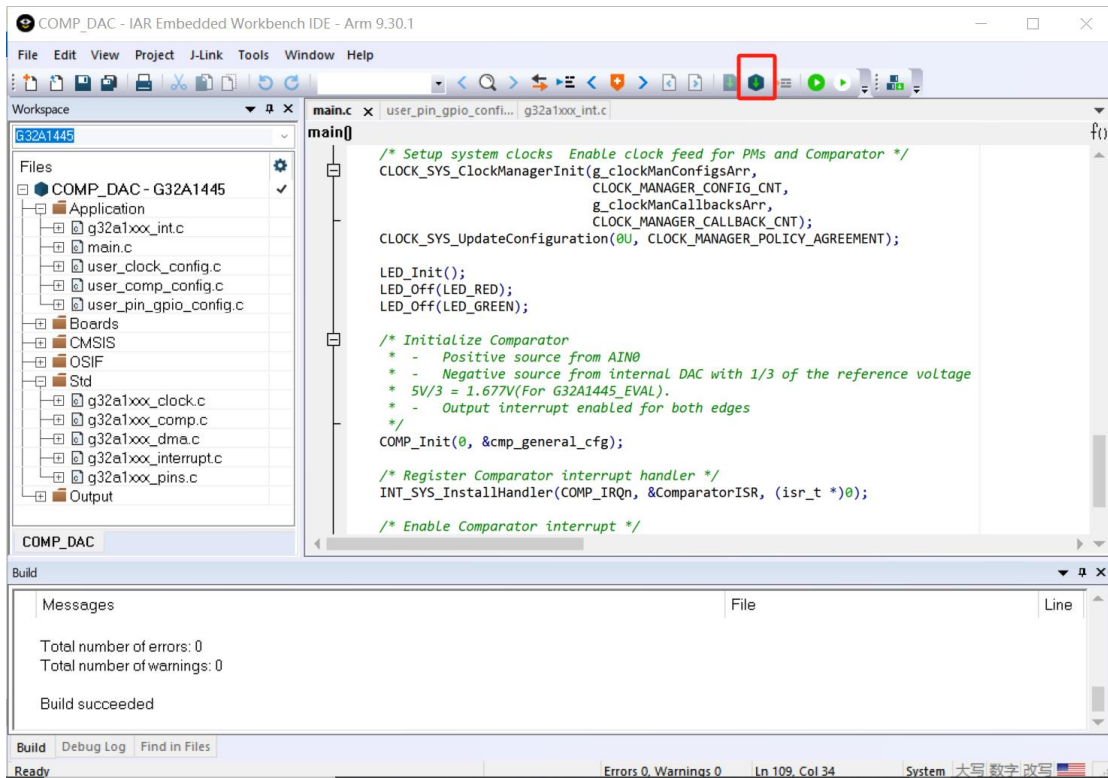 COMP_DAC - IAR Embedded Workbench IDE - Arm 9.30.1
File Edit View Project J-Link Tools Window Help
Workspace
main.c x user_pin_gpio_confi... g32a1xxx_int.c
G32A1445
main() f()
Files
COMP_DAC - G32A1445
Application
g32a1xxx_int.c
main.c
user_clock_config.c
user_comp_config.c
user_pin_gpio_config.c
Boards
CMSIS
OSIF
Std
g32a1xxx_clock.c
g32a1xxx_comp.c
g32a1xxx_dma.c
g32a1xxx_interrupt.c
g32a1xxx_pins.c
Output
COMP_DAC
/* Setup system clocks  Enable clock feed for PMs and Comparator */
CLOCK_SYS_ClockManagerInit(g_clockManConfigsArr,
CLOCK_MANAGER_CONFIG_CNT,
g_clockManCallbacksArr,
CLOCK_MANAGER_CALLBACK_CNT);
CLOCK_SYS_UpdateConfiguration(0U, CLOCK_MANAGER_POLICY_AGREEMENT);
LED_Init();
LED_Off(LED_RED);
LED_Off(LED_GREEN);
/* Initialize Comparator
*  -   Positive source from AIN0
*  -   Negative source from internal DAC with 1/3 of the reference voltage
*  5V/3 = 1.677V(For G32A1445_EVAL).
*  -   Output interrupt enabled for both edges
*/
COMP_Init(0, &cmp_general_cfg);
/* Register Comparator interrupt handler */
INT_SYS_InstallHandler(COMP_IRQn, &ComparatorISR, (isr_t *)0);
/* Enable Comparator interrupt */
Build
Messages File Line
Total number of errors: 0
Total number of warnings: 0
Build succeeded
Build Debug Log Find in Files
Ready Errors 0, Warnings 0 Ln 109, Col 34 System 大写 数字 改写